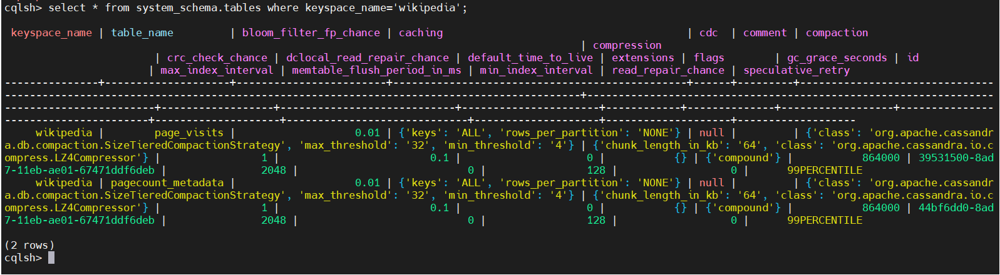 cqlsh> select * from system_schema.tables where keyspace_name='wikipedia';
keyspace_name | table_name | bloom_filter_fp_chance | caching | cdc | comment | compaction
| compression
| crc_check_chance | dclocal_read_repair_chance | default_time_to_live | extensions | flags | gc_grace_seconds | id
| max_index_interval | memtable_flush_period_in_ms | min_index_interval | read_repair_chance | speculative_retry
---------------+--------------------+------------------------+----------------------------------------------+------+---------+-------------------------------
--------------------------------------------------------------------------------------------+-----------------------------------------------------------------
------------------------+------------------+----------------------------+----------------------+------------+--------------+------------------+----------------
-----------------------+--------------------+-----------------------------+--------------------+--------------------+-------------------
wikipedia | page_visits | 0.01 | {'keys': 'ALL', 'rows_per_partition': 'NONE'} | null | | {'class': 'org.apache.cassandr
a.db.compaction.SizeTieredCompactionStrategy', 'max_threshold': '32', 'min_threshold': '4'} | {'chunk_length_in_kb': '64', 'class': 'org.apache.cassandra.io.c
ompress.LZ4Compressor'} | 1 | 0.1 | 0 | {} | {'compound'} | 864000 | 39531500-8ad
7-11eb-ae01-67471ddf6deb | 2048 | 0 | 128 | 0 | 99PERCENTILE
wikipedia | pagecount_metadata | 0.01 | {'keys': 'ALL', 'rows_per_partition': 'NONE'} | null | | {'class': 'org.apache.cassandr
a.db.compaction.SizeTieredCompactionStrategy', 'max_threshold': '32', 'min_threshold': '4'} | {'chunk_length_in_kb': '64', 'class': 'org.apache.cassandra.io.c
ompress.LZ4Compressor'} | 1 | 0.1 | 0 | {} | {'compound'} | 864000 | 44bf6dd0-8ad
7-11eb-ae01-67471ddf6deb | 2048 | 0 | 128 | 0 | 99PERCENTILE
(2 rows)
cqlsh>